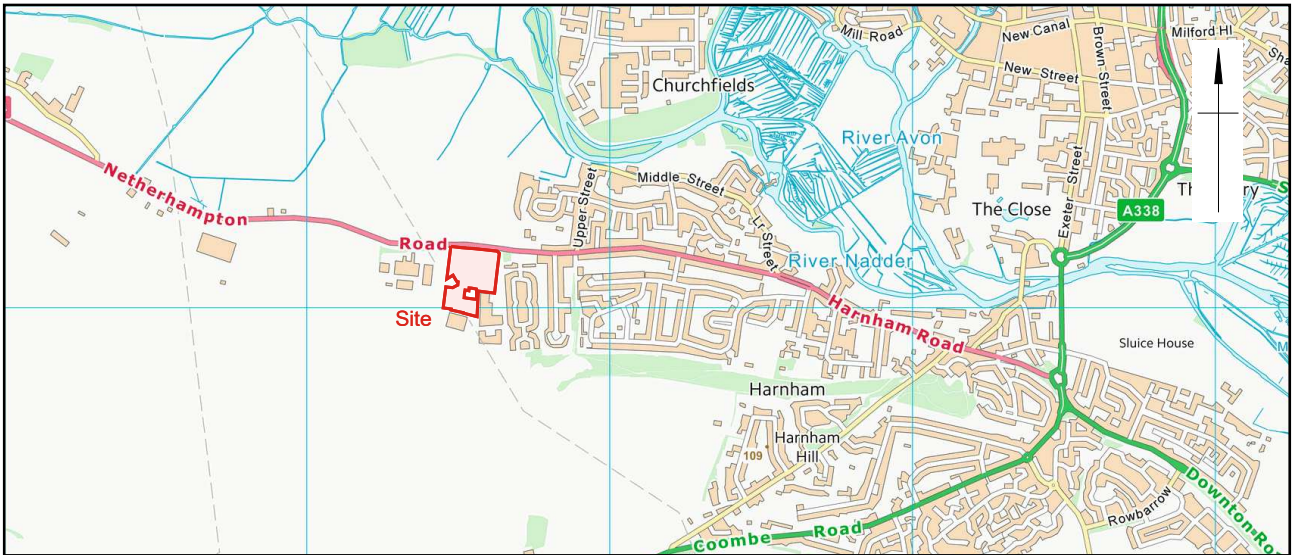 Mill Road
New Canal
Milford Hl
Brown Street
New Street
Churchfields
River Avon
Netherhampton
Middle Street
Exeter Street
The Close
A338
Upper Street
Lr Street
Road
River Nadder
Site
Harnham Road
Sluice House
Harnham
Harnham
Hill
109
Downton
Rowbarrow
Coombe Road